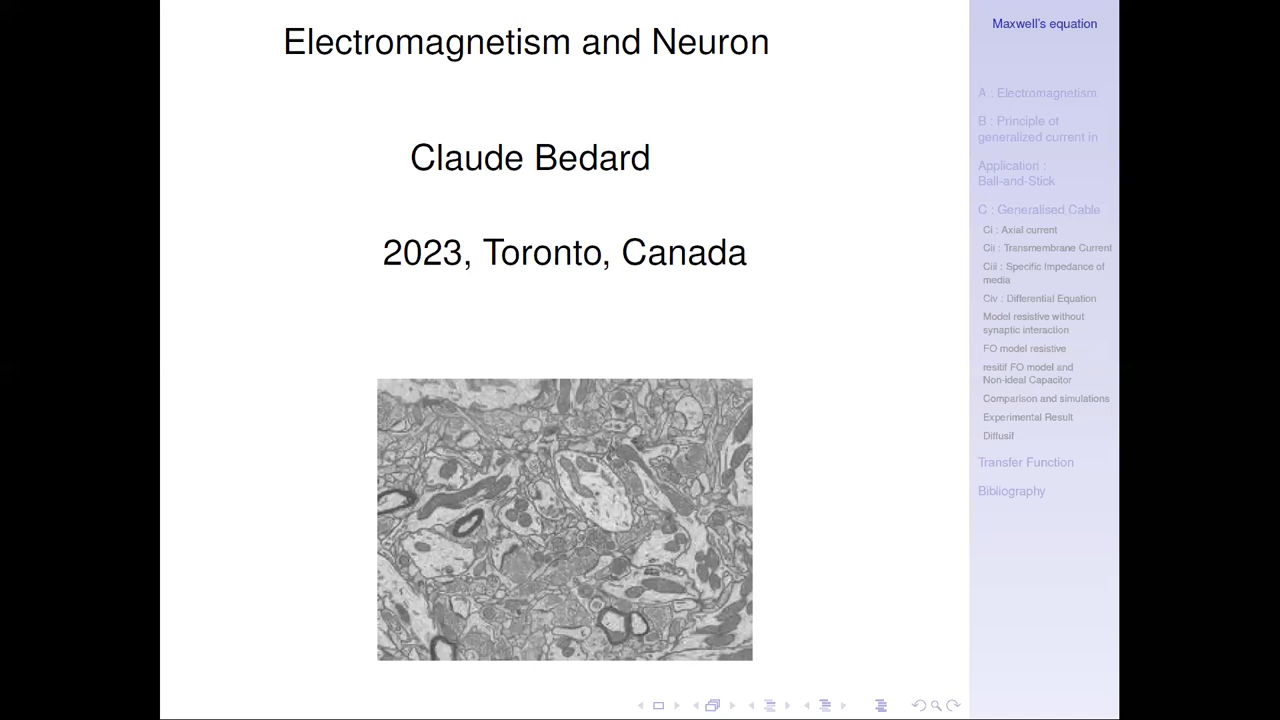 Electromagnetism and Neuron
Claude Bedard
2023, Toronto, Canada
Maxwell's equation
A : Electromagnetism
B : Principle of
generalized current in
Application :
Ball-and-Stick
C : Generalised Cable
Ci : Axial current
Cii : Transmembrane Current
Ciii : Specific Impedance of
media
Civ : Differential Equation
Model resistive without
synaptic interaction
FO model resistive
resitif FO model and
Non-ideal Capacitor
Comparison and simulations
Experimental Result
Diffusif
Transfer Function
Bibliography